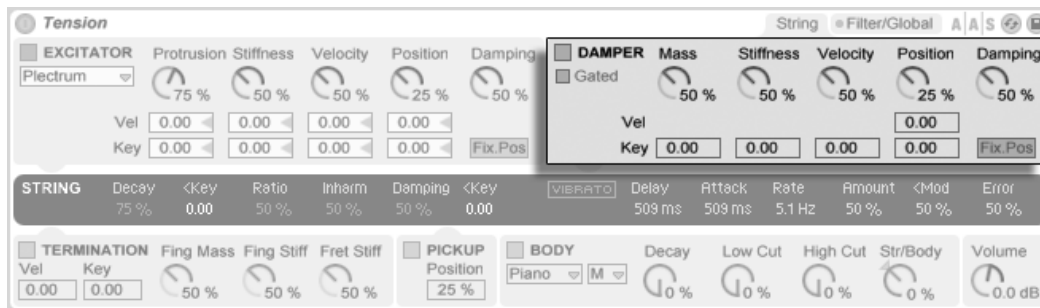 Tension String Filter/Global A A S
EXCITATOR Protrusion Stiffness Velocity Position Damping
Plectrum
75 % 50 % 50 % 25 % 50 %
Vel 0.00 0.00 0.00 0.00
Key 0.00 0.00 0.00 0.00 Fix.Pos
DAMPER Mass Stiffness Velocity Position Damping
Gated
50 % 50 % 50 % 25 % 50 %
Vel 0.00
Key 0.00 0.00 0.00 0.00 Fix.Pos
STRING Decay <Key Ratio Inharm Damping <Key VIBRATO Delay Attack Rate Amount <Mod Error
75 % 0.00 50 % 50 % 50 % 0.00 509 ms 509 ms 5.1 Hz 50 % 50 % 50 %
TERMINATION Fing Mass Fing Stiff Fret Stiff
Vel Key
0.00 0.00 50 % 50 % 50 %
PICKUP
Position
25 %
BODY Decay Low Cut High Cut Str/Body
Piano M
0 % 0 % 0 % 0 %
Volume
0.0 dB